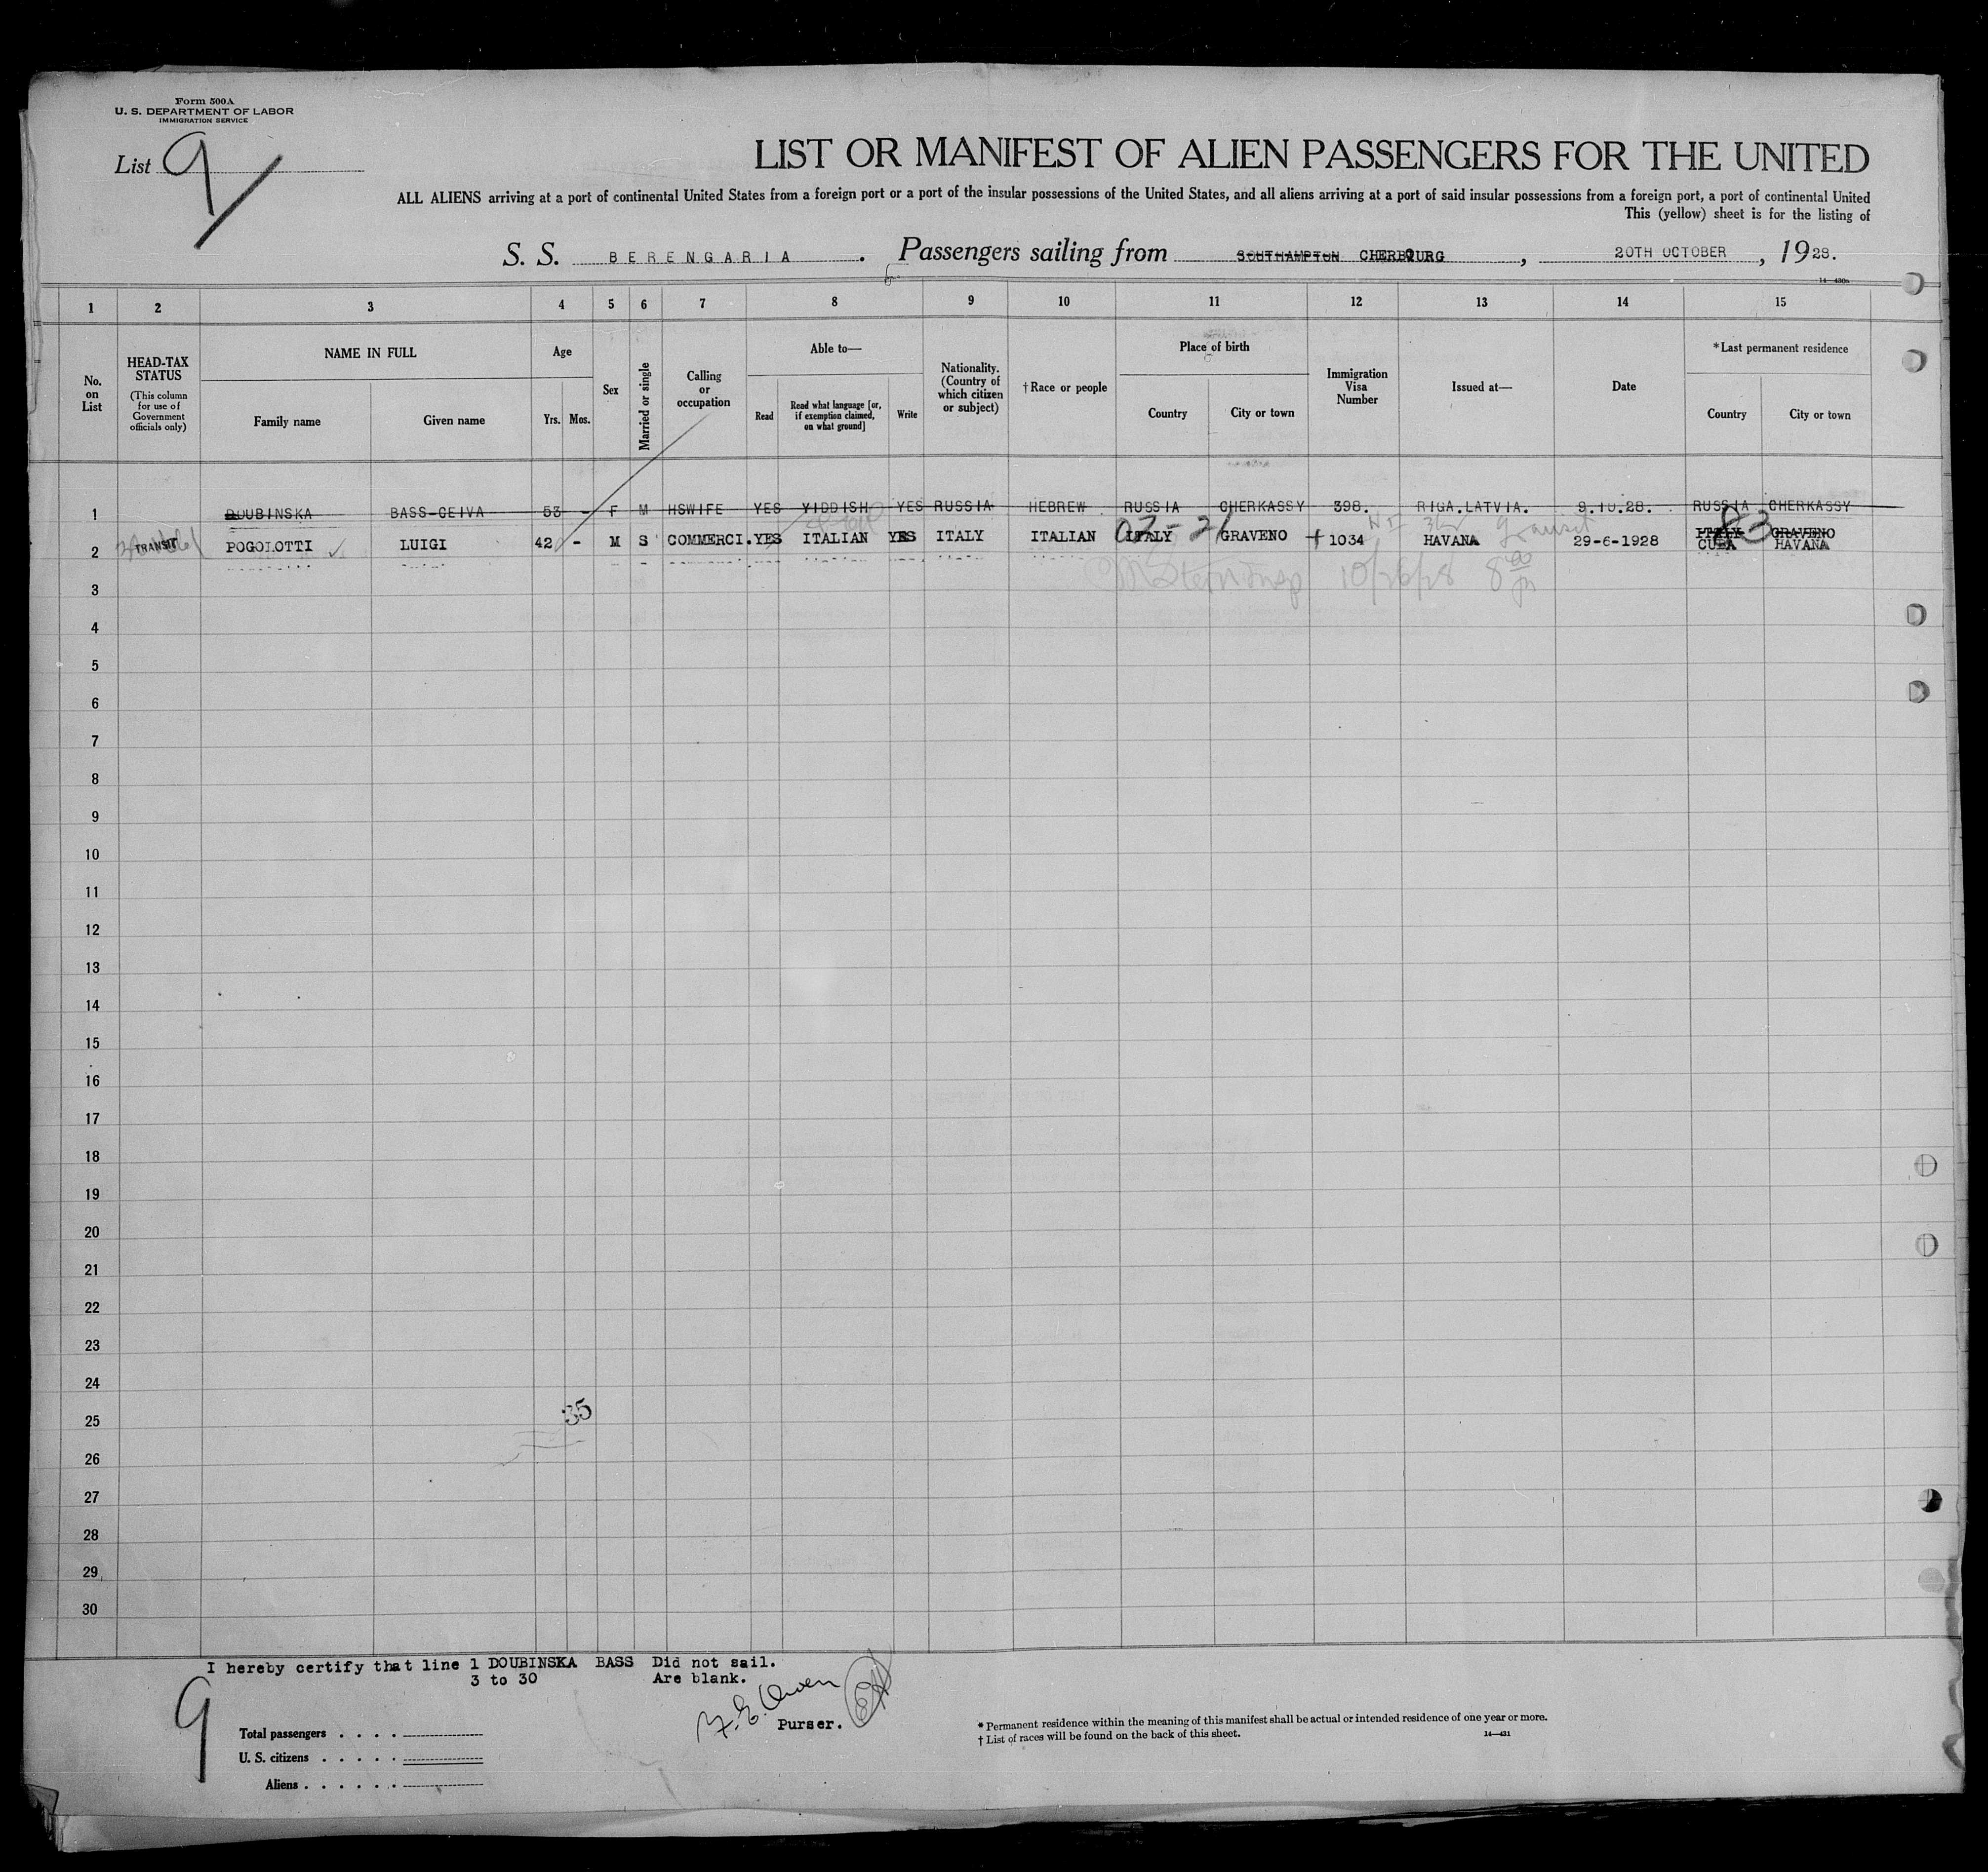 Form 500A
U. S. DEPARTMENT OF LABOR
IMMIGRATION SERVICE
List 9
LIST OR MANIFEST OF ALIEN PASSENGERS FOR THE UNITED
ALL ALIENS arriving at a port of continental United States from a foreign port or a port of the insular possessions of the United States, and all aliens arriving at a port of said insular possessions from a foreign port, a port of continental United
This (yellow) sheet is for the listing of
S. S. BERENGARIA. Passengers sailing from SOUTHAMPTON CHERBOURG, 20TH OCTOBER, 1928.
1 2 3 4 5 6 7 8 9 10 11 12 13 14 15
No. on List
HEAD-TAX STATUS
(This column for use of Government officials only)
NAME IN FULL
Family name Given name
Age
Yrs. Mos.
Sex
Married or single
Calling or occupation
Able to—
Read
Read what language [or, if exemption claimed, on what ground]
Write
Nationality. (Country of which citizen or subject)
†Race or people
Place of birth
Country City or town
Immigration Visa Number
Issued at—
Date
*Last permanent residence
Country City or town
1 DOUBINSKA BASS-GEIVA 53 - F M HSWIFE YES YIDDISH YES RUSSIA HEBREW RUSSIA CHERKASSY 398. RIGA.LATVIA. 9.10.28. RUSSIA CHERKASSY
2 TRANSIT POGOLOTTI LUIGI 42 - M S COMMERCI. YES ITALIAN YES ITALY ITALIAN ITALY GRAVENO 1034 HAVANA 29-6-1928 ITALY GRAVENO
CUBA HAVANA
10/26/28 8 00
3
4
5
6
7
8
9
10
11
12
13
14
15
16
17
18
19
20
21
22
23
24
35
25
26
27
28
29
30
I hereby certify that line 1 DOUBINSKA BASS Did not sail.
3 to 30 Are blank.
9
Purser.
Total passengers
U. S. citizens
Aliens
* Permanent residence within the meaning of this manifest shall be actual or intended residence of one year or more.
† List of races will be found on the back of this sheet.
14—431